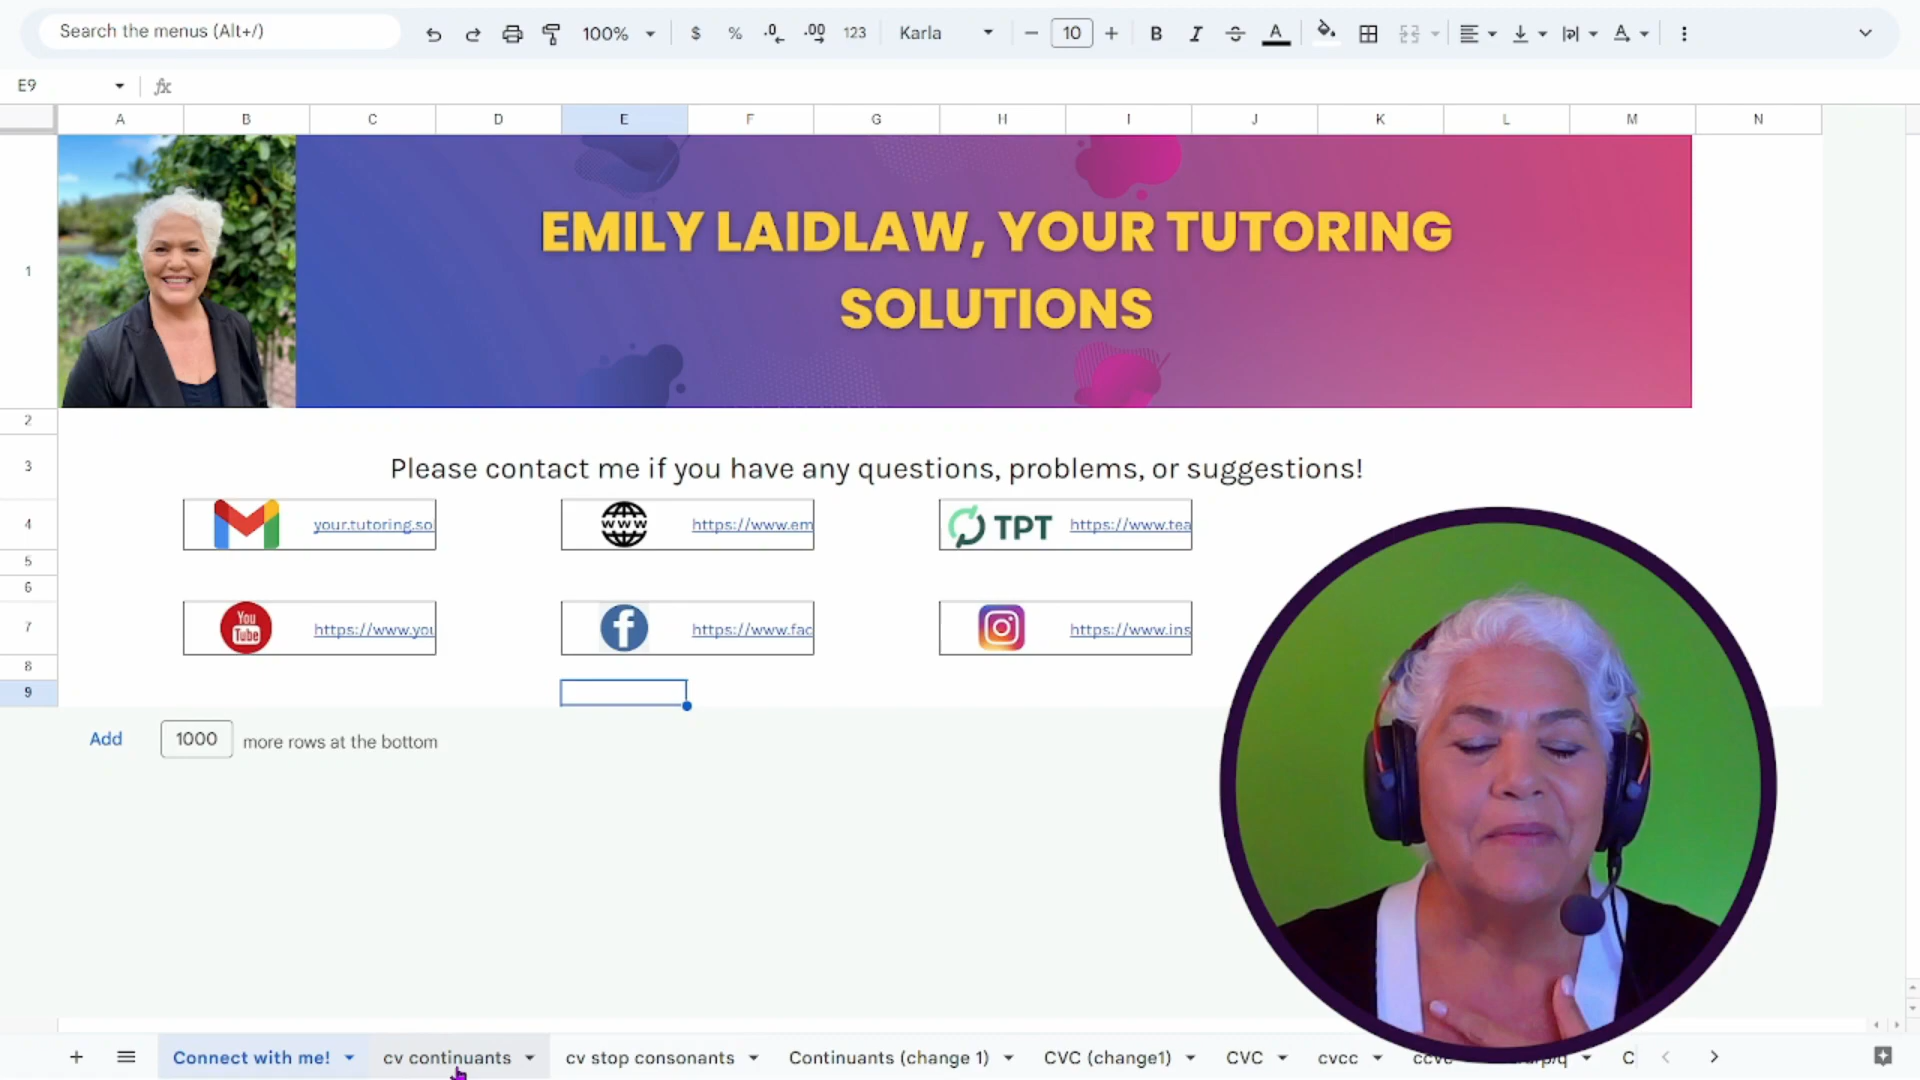 Search the menus (Alt+/)
100%
$ % .0 .00 123
Karla
10
B I A
E9
fx
A B C D E F G H I J K L M N
1
EMILY LAIDLAW, YOUR TUTORING
SOLUTIONS
2
3
Please contact me if you have any questions, problems, or suggestions!
4
your.tutoring.so
WWW
https://www.em
TPT
https://www.tea
5
6
7
You
Tube
https://www.you
f
https://www.fac
https://www.ins
8
9
Add 1000 more rows at the bottom
+ Connect with me! cv continuants cv stop consonants Continuants (change 1) CVC (change1) CVC cvcc ccvc C